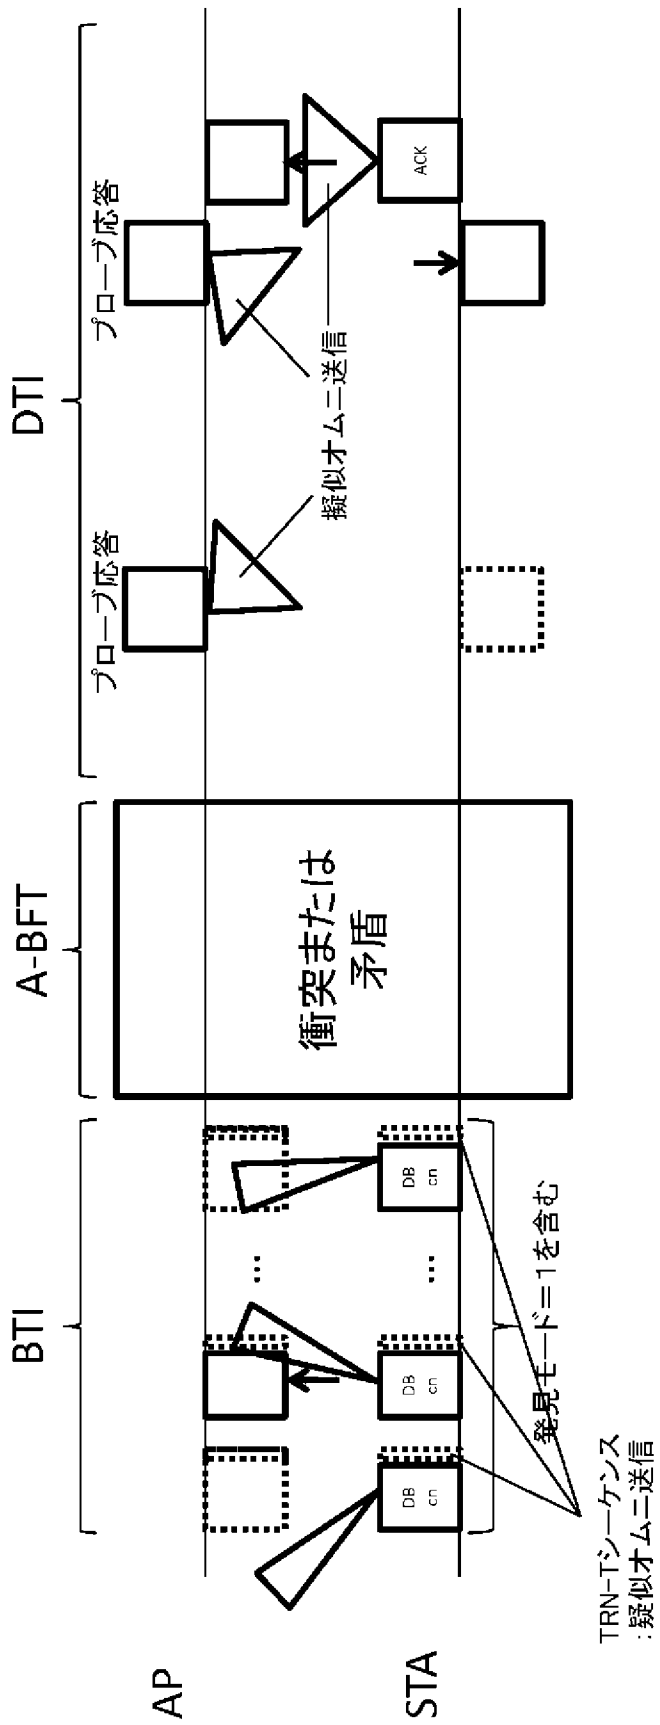 BTI
A-BFT
DTI
プローブ応答
プローブ応答
AP
衝突または
矛盾
擬似オムニ送信
...
...
STA
DB
cn
DB
cn
DB
cn
ACK
発見モード=1を含む
TRN-Tシーケンス
:疑似オムニ送信